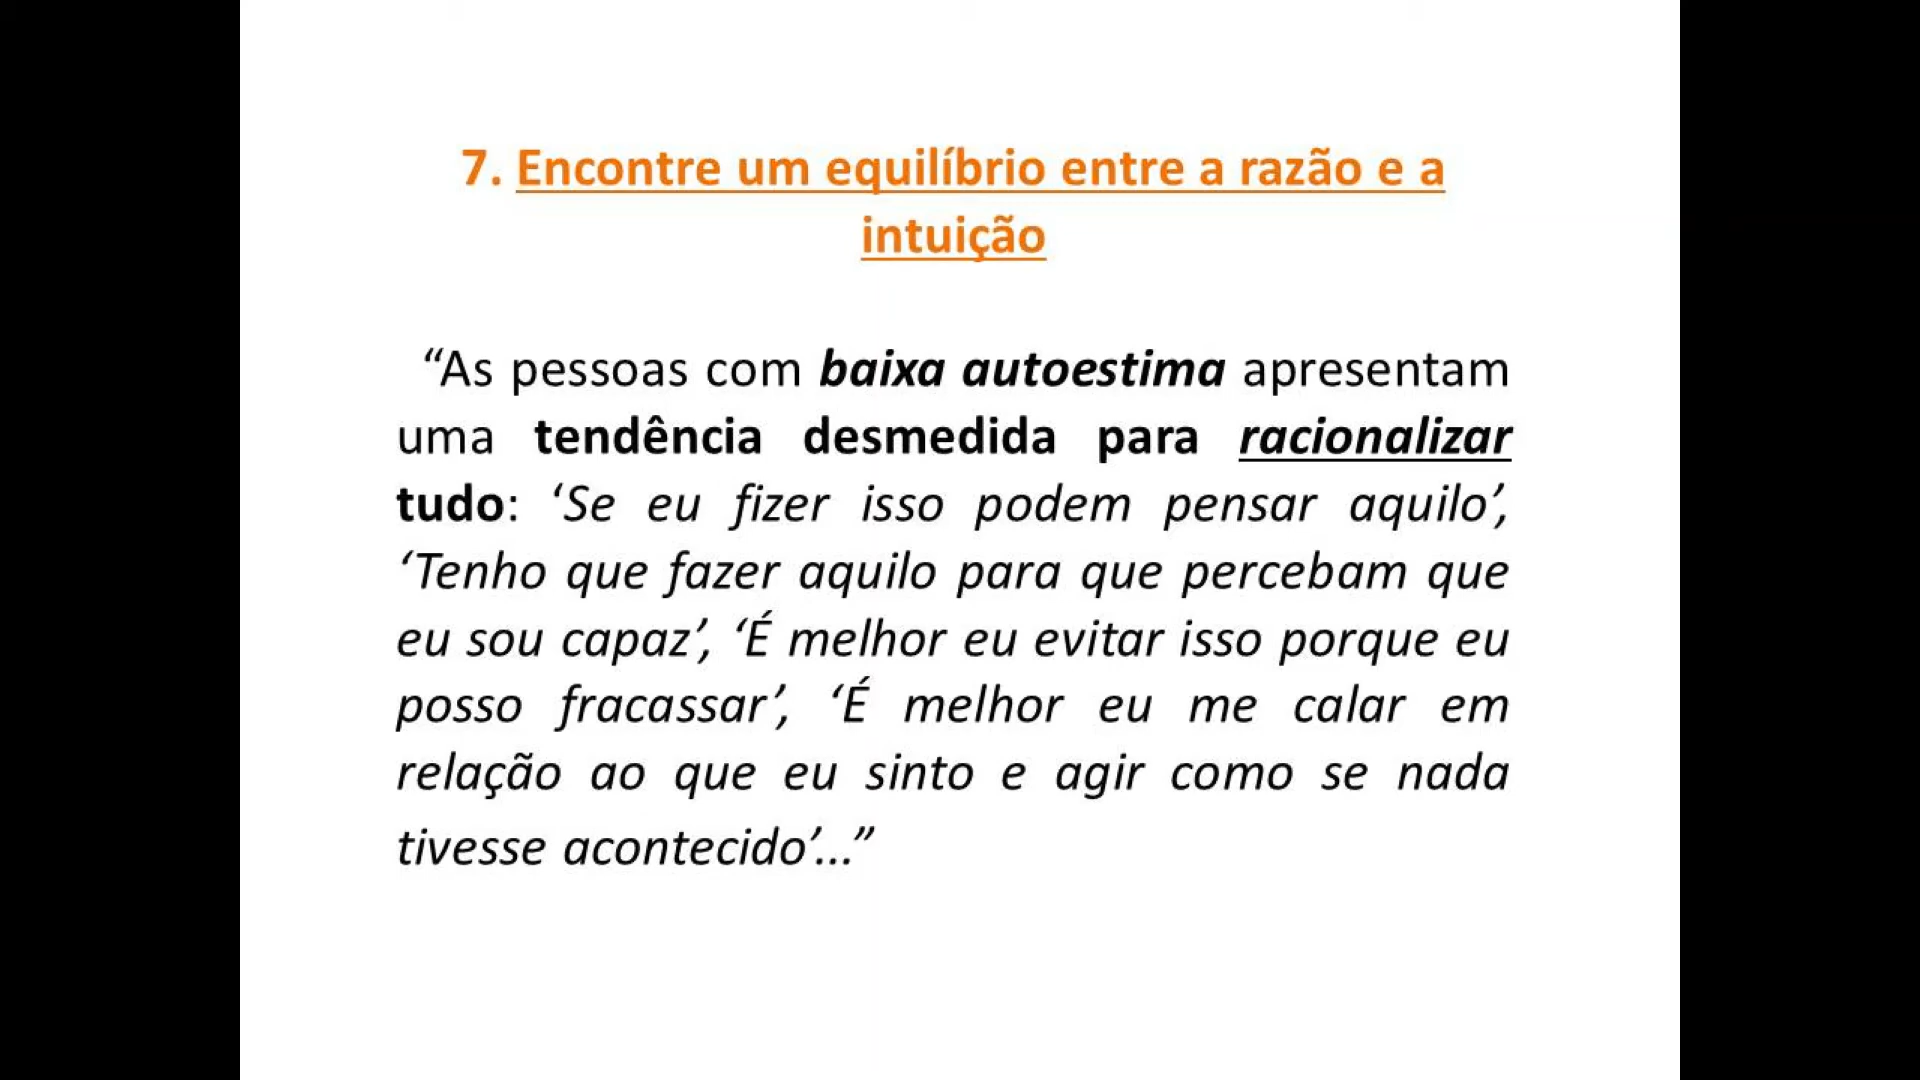 7. Encontre um equilíbrio entre a razão e a
intuição
“As pessoas com baixa autoestima apresentam
uma tendência desmedida para racionalizar
tudo: ‘Se eu fizer isso podem pensar aquilo’,
‘Tenho que fazer aquilo para que percebam que
eu sou capaz’, ‘É melhor eu evitar isso porque eu
posso fracassar’, ‘É melhor eu me calar em
relação ao que eu sinto e agir como se nada
tivesse acontecido’...”